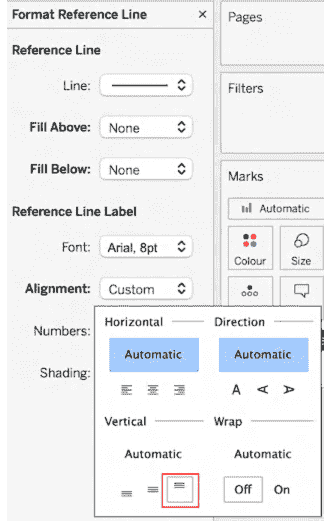 Format Reference Line ×
Reference Line
Line:
Fill Above: None
Fill Below: None
Reference Line Label
Font: Arial, 8pt
Alignment: Custom
Numbers:
Shading:
Horizontal Direction
Automatic Automatic
A A A
Vertical Wrap
Automatic Automatic
Off On
Pages
Filters
Marks
Automatic
Colour Size